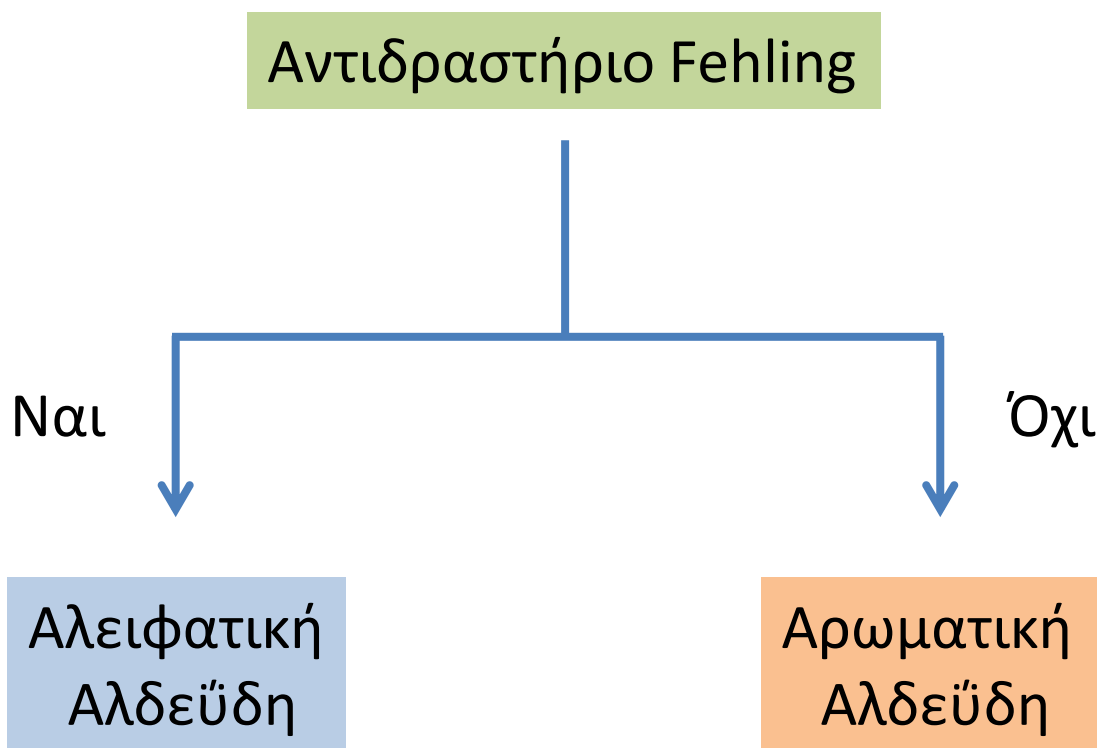 Αντιδραστήριο Fehling
Ναι
Όχι
Αλειφατική
Αλδεΰδη
Αρωματική
Αλδεΰδη